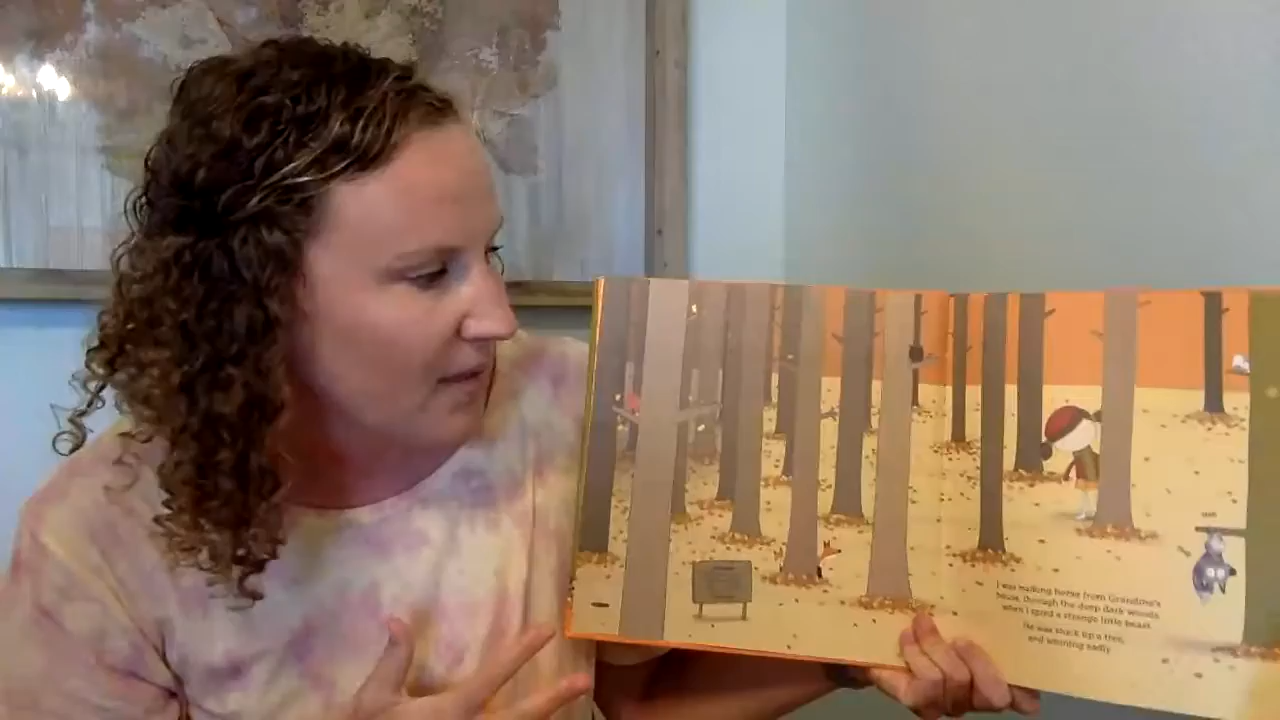 I was walking home from Grandma's
house, through the deep dark woods
when I spied a strange little beast.
He was stuck up a tree,
and whining sadly.